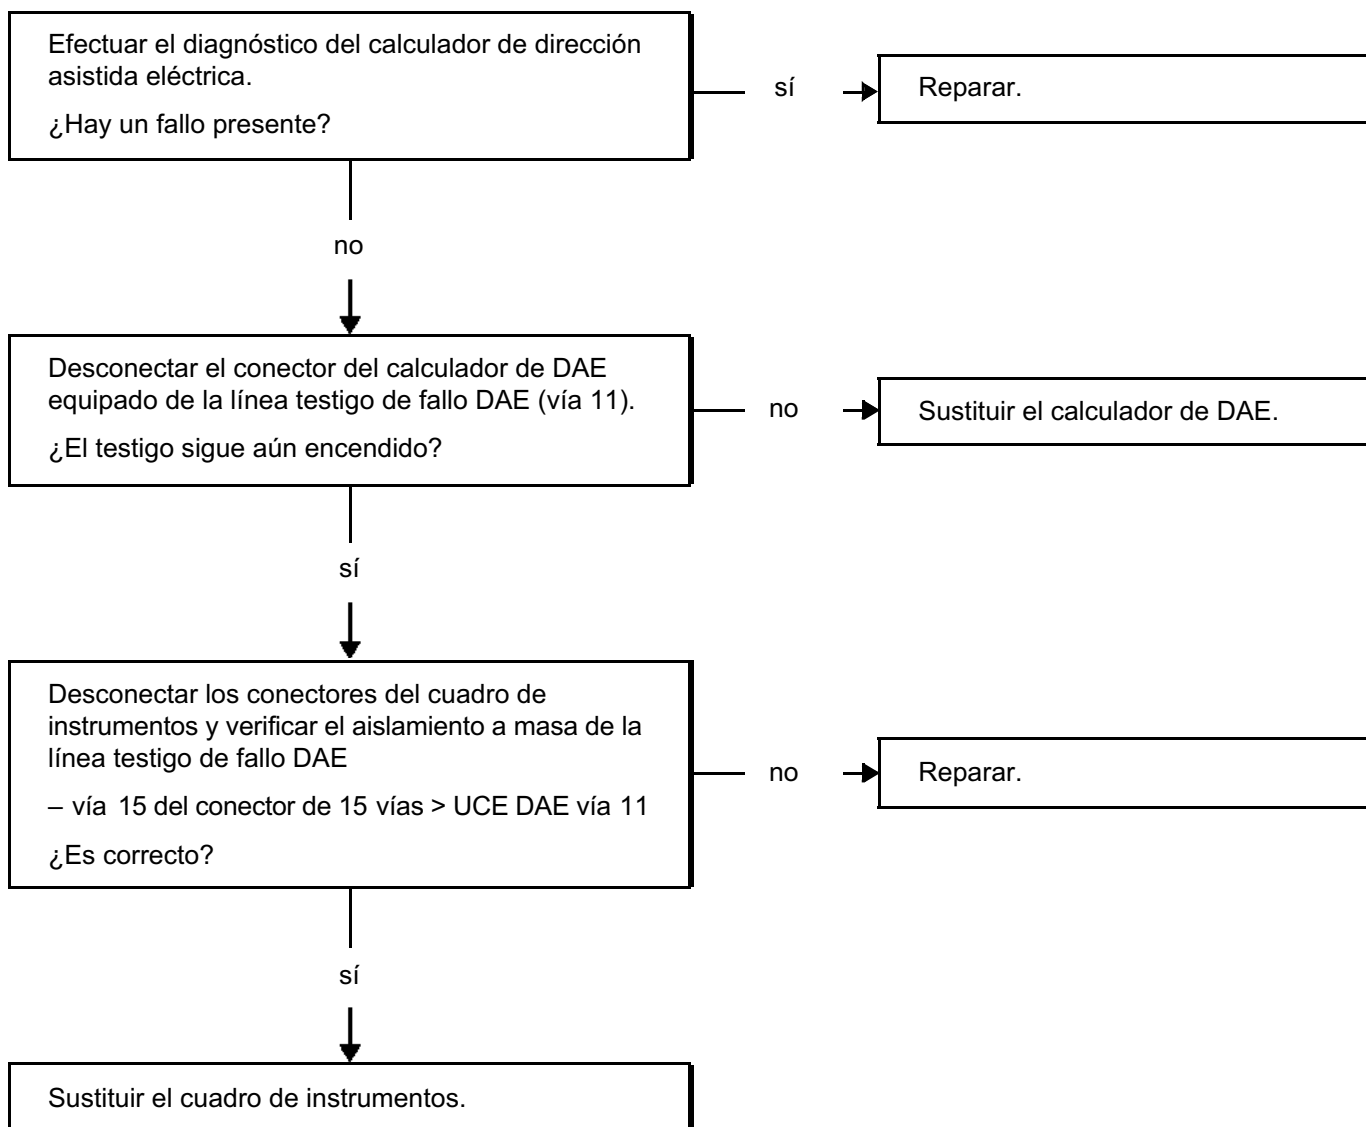 Efectuar el diagnóstico del calculador de dirección
asistida eléctrica.
¿Hay un fallo presente?
sí
Reparar.
no
Desconectar el conector del calculador de DAE
equipado de la línea testigo de fallo DAE (vía 11).
¿El testigo sigue aún encendido?
no
Sustituir el calculador de DAE.
sí
Desconectar los conectores del cuadro de
instrumentos y verificar el aislamiento a masa de la
línea testigo de fallo DAE
– vía 15 del conector de 15 vías > UCE DAE vía 11
¿Es correcto?
no
Reparar.
sí
Sustituir el cuadro de instrumentos.